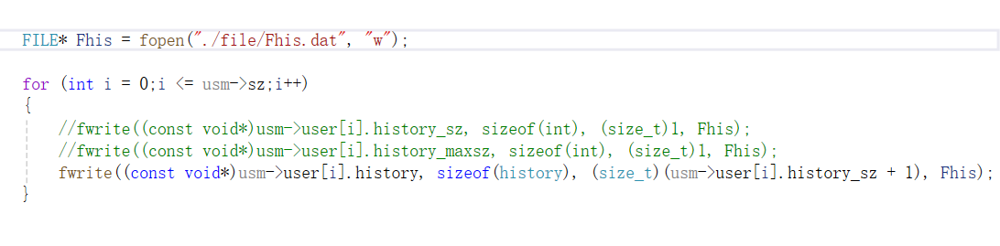 FILE* Fhis = fopen("./file/Fhis.dat", "w");
for (int i = 0;i <= usm->sz;i++)
{
//fwrite((const void*)usm->user[i].history_sz, sizeof(int), (size_t)1, Fhis);
//fwrite((const void*)usm->user[i].history_maxsz, sizeof(int), (size_t)1, Fhis);
fwrite((const void*)usm->user[i].history, sizeof(history), (size_t)(usm->user[i].history_sz + 1), Fhis);
}